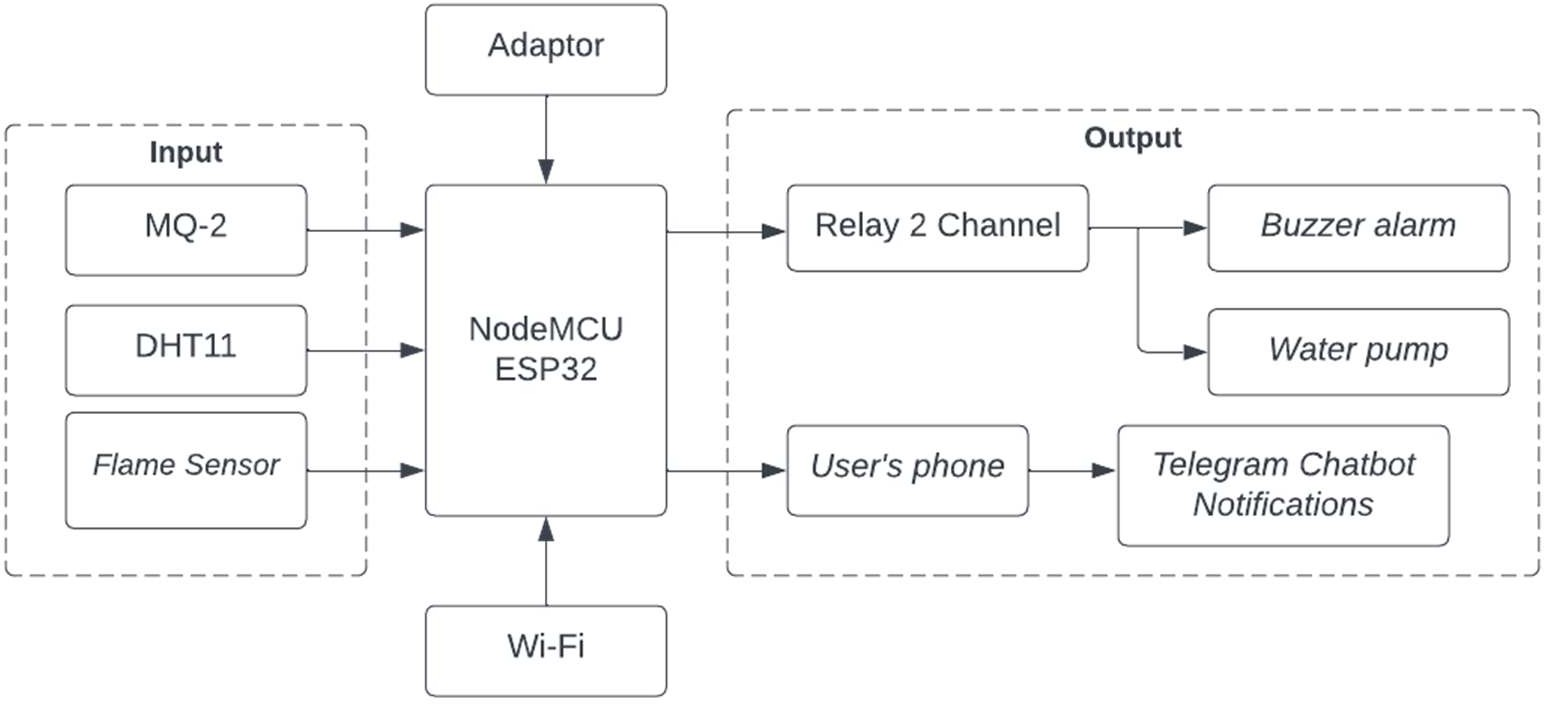 Adaptor
Input
MQ-2
DHT11
Flame Sensor
NodeMCU
ESP32
Wi-Fi
Output
Relay 2 Channel
Buzzer alarm
Water pump
User's phone
Telegram Chatbot
Notifications